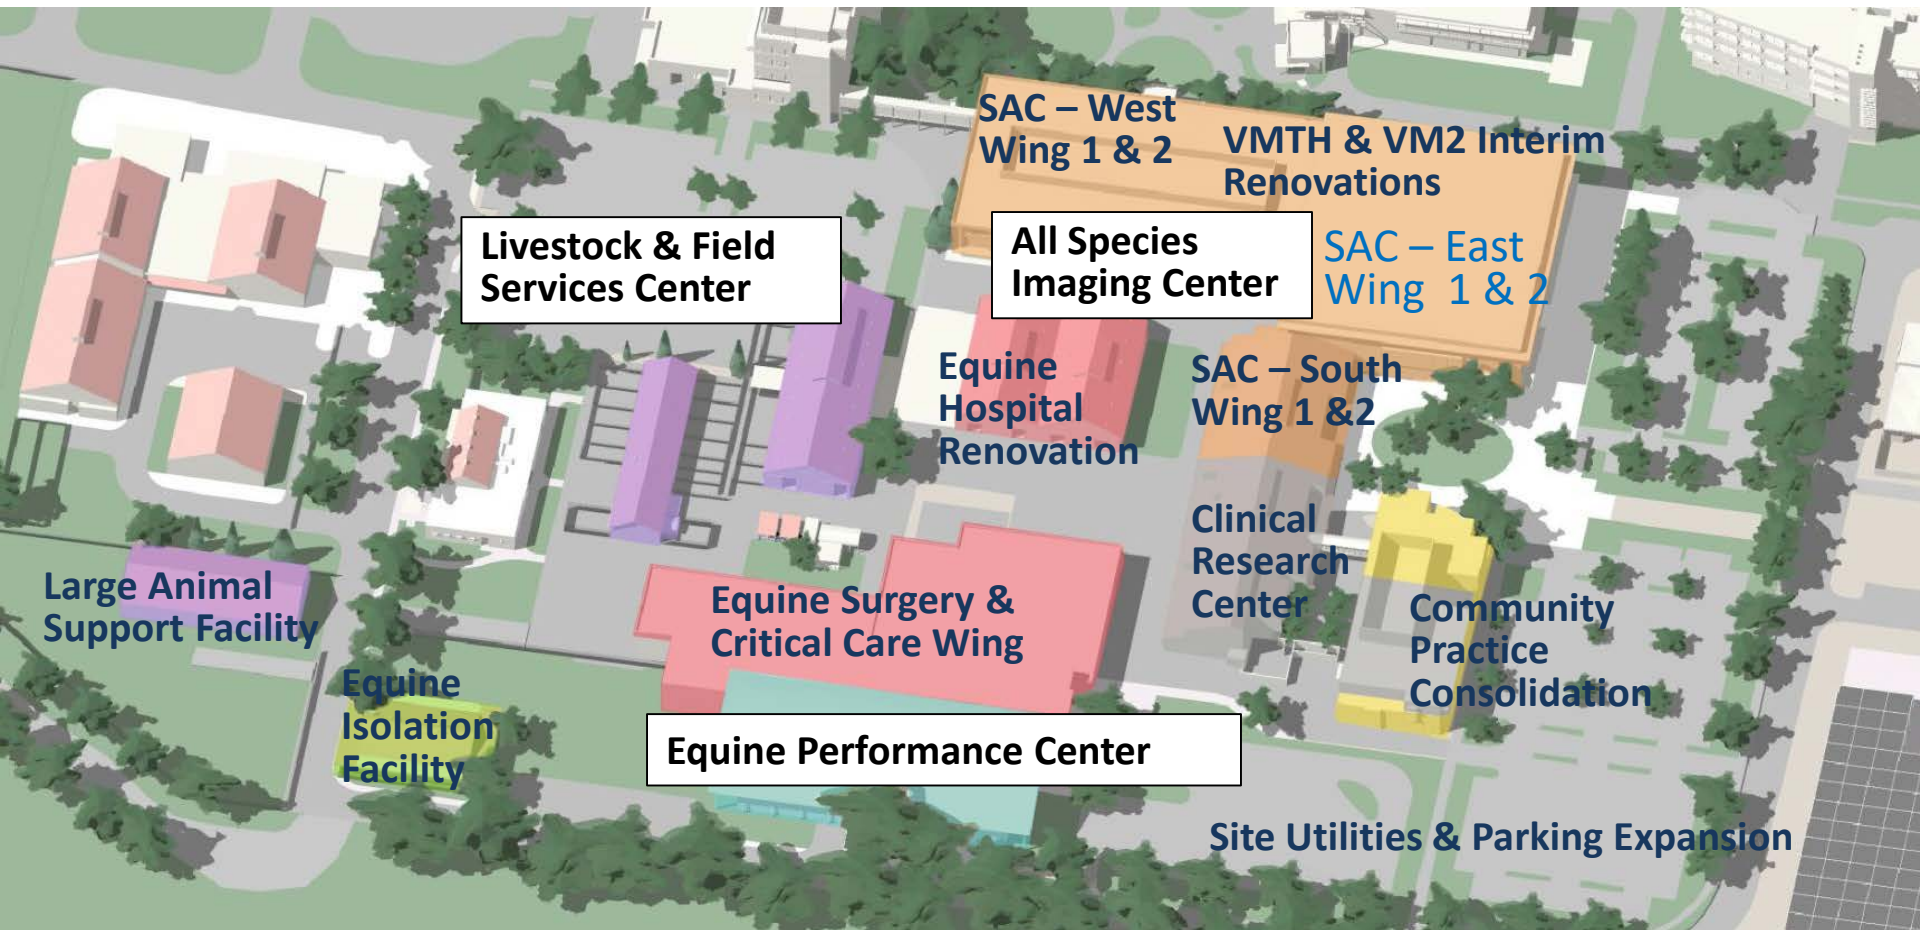 SAC – West
Wing 1 & 2
VMTH & VM2 Interim
Renovations
Livestock & Field
Services Center
All Species
Imaging Center
SAC – East
Wing  1 & 2
Equine
Hospital
Renovation
SAC – South
Wing 1 &2
Clinical
Research
Center
Large Animal
Support Facility
Equine Surgery &
Critical Care Wing
Community
Practice
Consolidation
Equine
Isolation
Facility
Equine Performance Center
Site Utilities & Parking Expansion